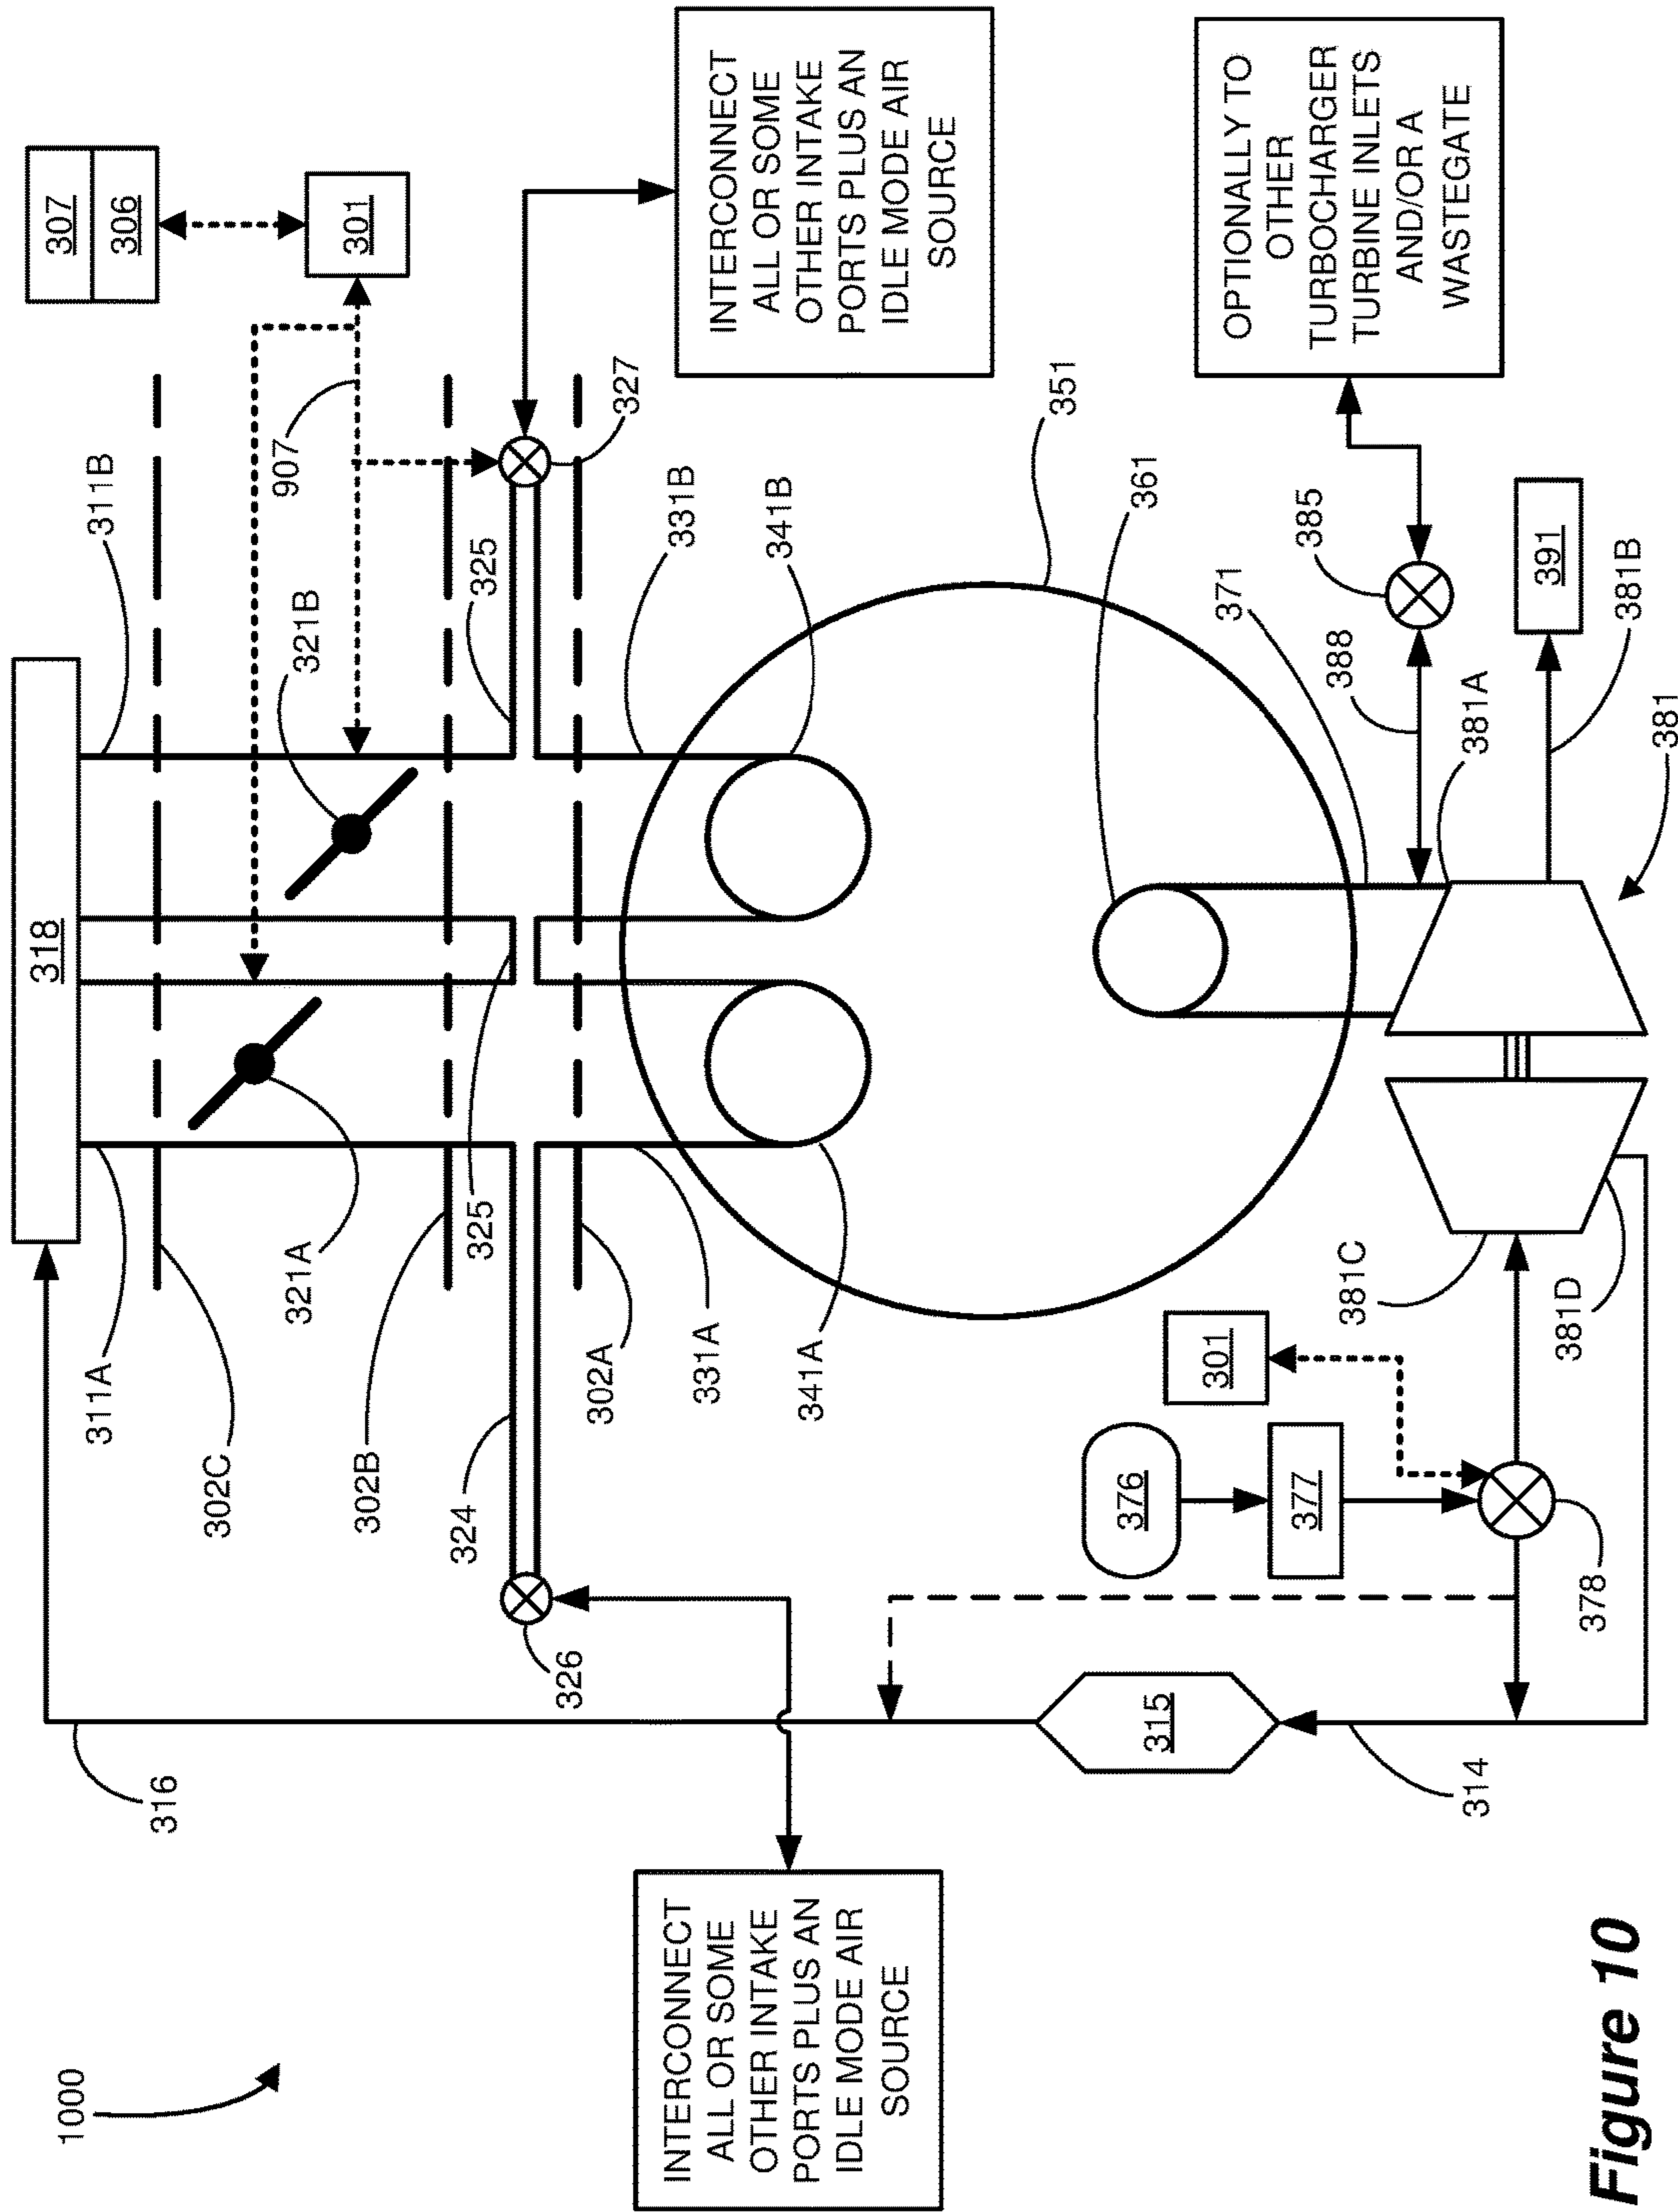 1000
316
318
311A
311B
302C
321A
321B
302B
907
307
306
301
324
325
325
326
327
302A
331A
331B
341A
341B
INTERCONNECT
ALL OR SOME
OTHER INTAKE
PORTS PLUS AN
IDLE MODE AIR
SOURCE
INTERCONNECT
ALL OR SOME
OTHER INTAKE
PORTS PLUS AN
IDLE MODE AIR
SOURCE
351
361
371
301
376
377
378
315
314
381C
381D
388
385
381A
381B
391
381
OPTIONALLY TO
OTHER
TURBOCHARGER
TURBINE INLETS
AND/OR A
WASTEGATE
Figure 10